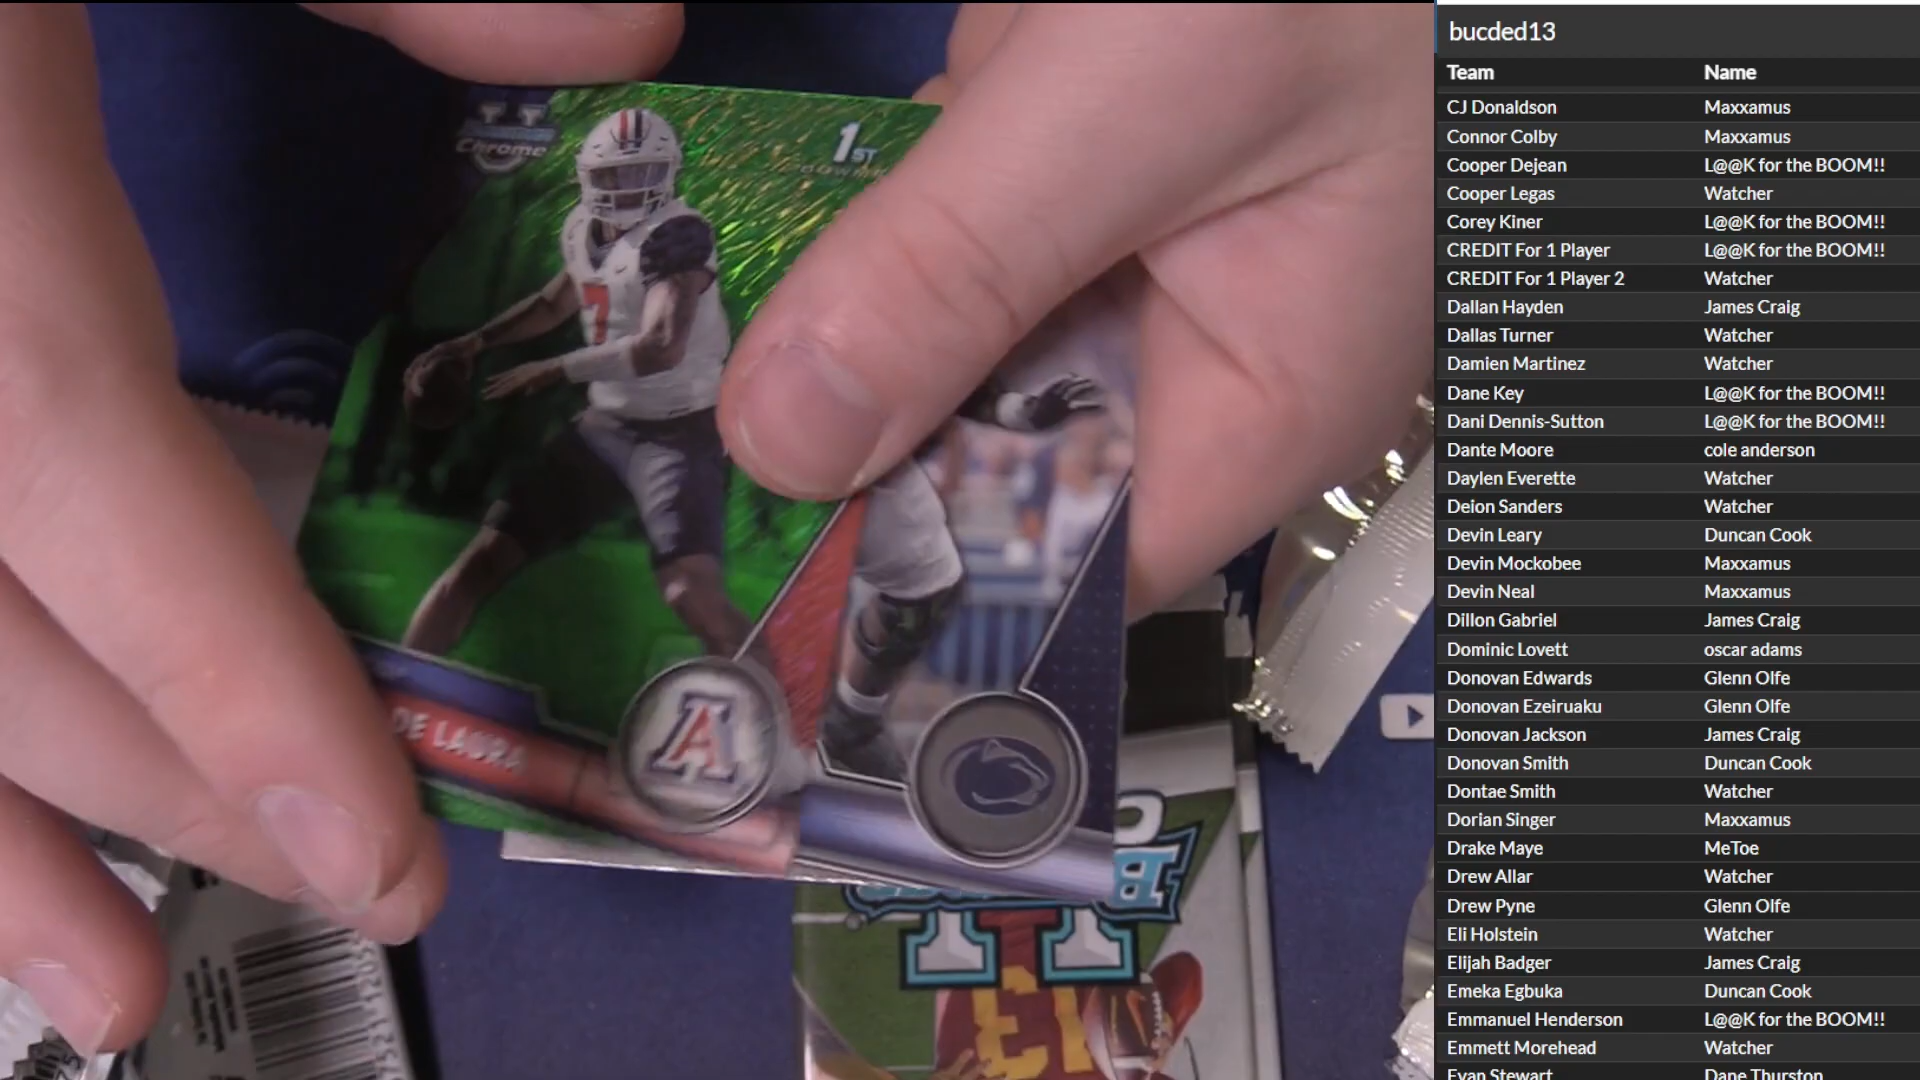 bucded13
Team Name
CJ Donaldson Maxxamus
Connor Colby Maxxamus
Cooper Dejean L@@K for the BOOM!!
Cooper Legas Watcher
Corey Kiner L@@K for the BOOM!!
CREDIT For 1 Player L@@K for the BOOM!!
CREDIT For 1 Player 2 Watcher
Dallan Hayden James Craig
Dallas Turner Watcher
Damien Martinez Watcher
Dane Key L@@K for the BOOM!!
Dani Dennis-Sutton L@@K for the BOOM!!
Dante Moore cole anderson
Daylen Everette Watcher
Deion Sanders Watcher
Devin Leary Duncan Cook
Devin Mockobee Maxxamus
Devin Neal Maxxamus
Dillon Gabriel James Craig
Dominic Lovett oscar adams
Donovan Edwards Glenn Olfe
Donovan Ezeiruaku Glenn Olfe
Donovan Jackson James Craig
Donovan Smith Duncan Cook
Dontae Smith Watcher
Dorian Singer Maxxamus
Drake Maye MeToe
Drew Allar Watcher
Drew Pyne Glenn Olfe
Eli Holstein Watcher
Elijah Badger James Craig
Emeka Egbuka Duncan Cook
Emmanuel Henderson L@@K for the BOOM!!
Emmett Morehead Watcher
Evan Stewart Dane Thurston
Chrome
1ST
7
DE LAURA
A
13